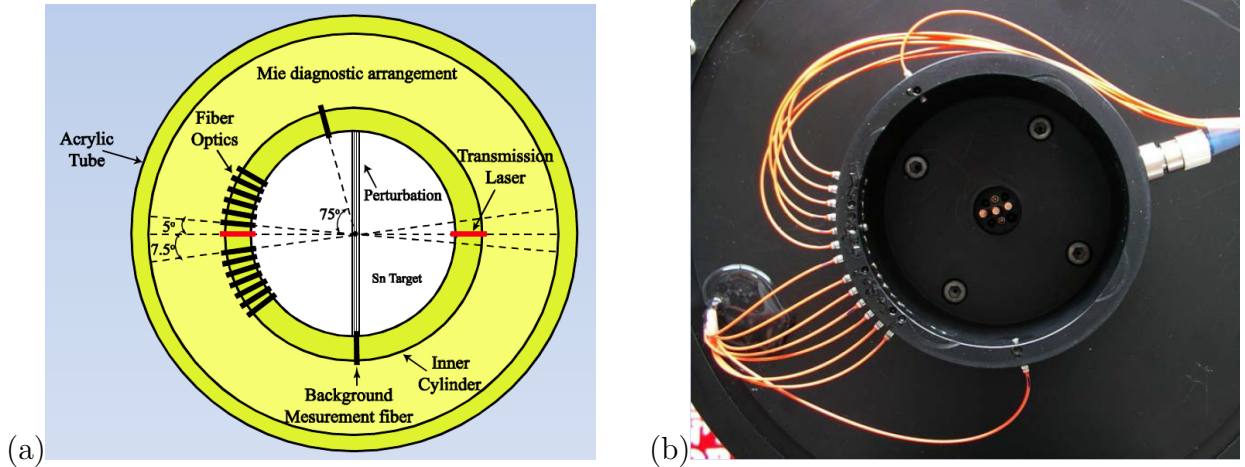 Mie diagnostic arrangement
Fiber
Optics
Acrylic
Tube
Transmission
Laser
Perturbation
75°
5°
7.5°
Sn Target
Inner
Cylinder
Background
Mesurement fiber
(a)
(b)